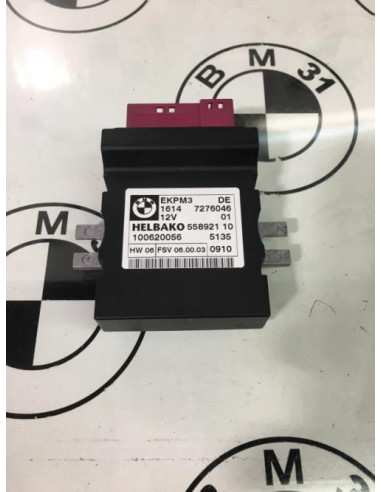 B M 31
BMW
EKPM3 DE
1614 7276046
12V 01
HELBAKO 558921 10
100620056 5135
HW 06 FSV 06.00.03 0910
M
B M